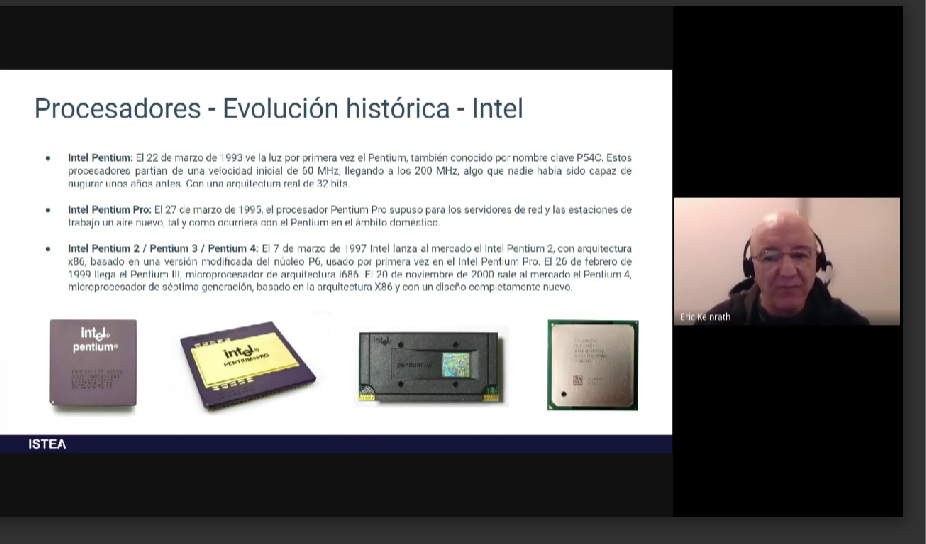 Procesadores - Evolución histórica - Intel
Intel Pentium: El 22 de marzo de 1993 ve la luz por primera vez el Pentium, también conocido por nombre clave P54C. Estos
procesadores partían de una velocidad inicial de 60 MHz, llegando a los 200 MHz, algo que nadie había sido capaz de
augurar unos años antes. Con una arquitectura real de 32 bits.
Intel Pentium Pro: El 27 de marzo de 1995, el procesador Pentium Pro supuso para los servidores de red y las estaciones de
trabajo un aire nuevo, tal y como ocurriera con el Pentium en el ámbito doméstico.
Intel Pentium 2 / Pentium 3 / Pentium 4: El 7 de marzo de 1997 Intel lanza al mercado el Intel Pentium 2, con arquitectura
x86, basado en una versión modificada del núcleo P6, usado por primera vez en el Intel Pentium Pro. El 26 de febrero de
1999 llega el Pentium III, microprocesador de arquitectura i686. El 20 de noviembre de 2000 sale al mercado el Pentium 4,
microprocesador de séptima generación, basado en la arquitectura X86 y con un diseño completamente nuevo.
intel®
pentium®
intel®
PENTIUM®PRO
intel
pentium
ISTEA
Eric Keinrath